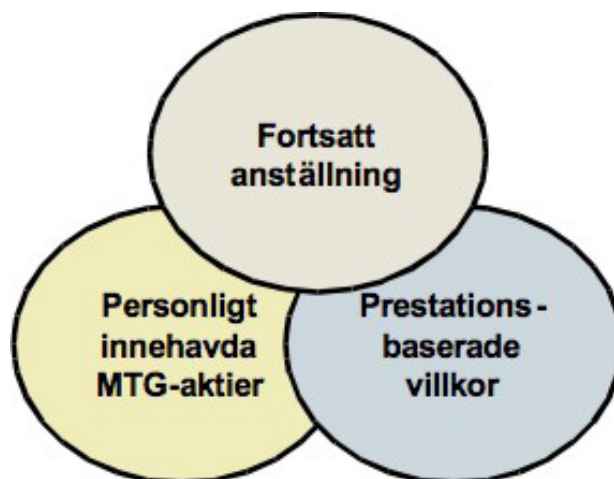 Fortsatt
anställning
Personligt
innehavda
MTG-aktier
Prestations-
baserade
villkor